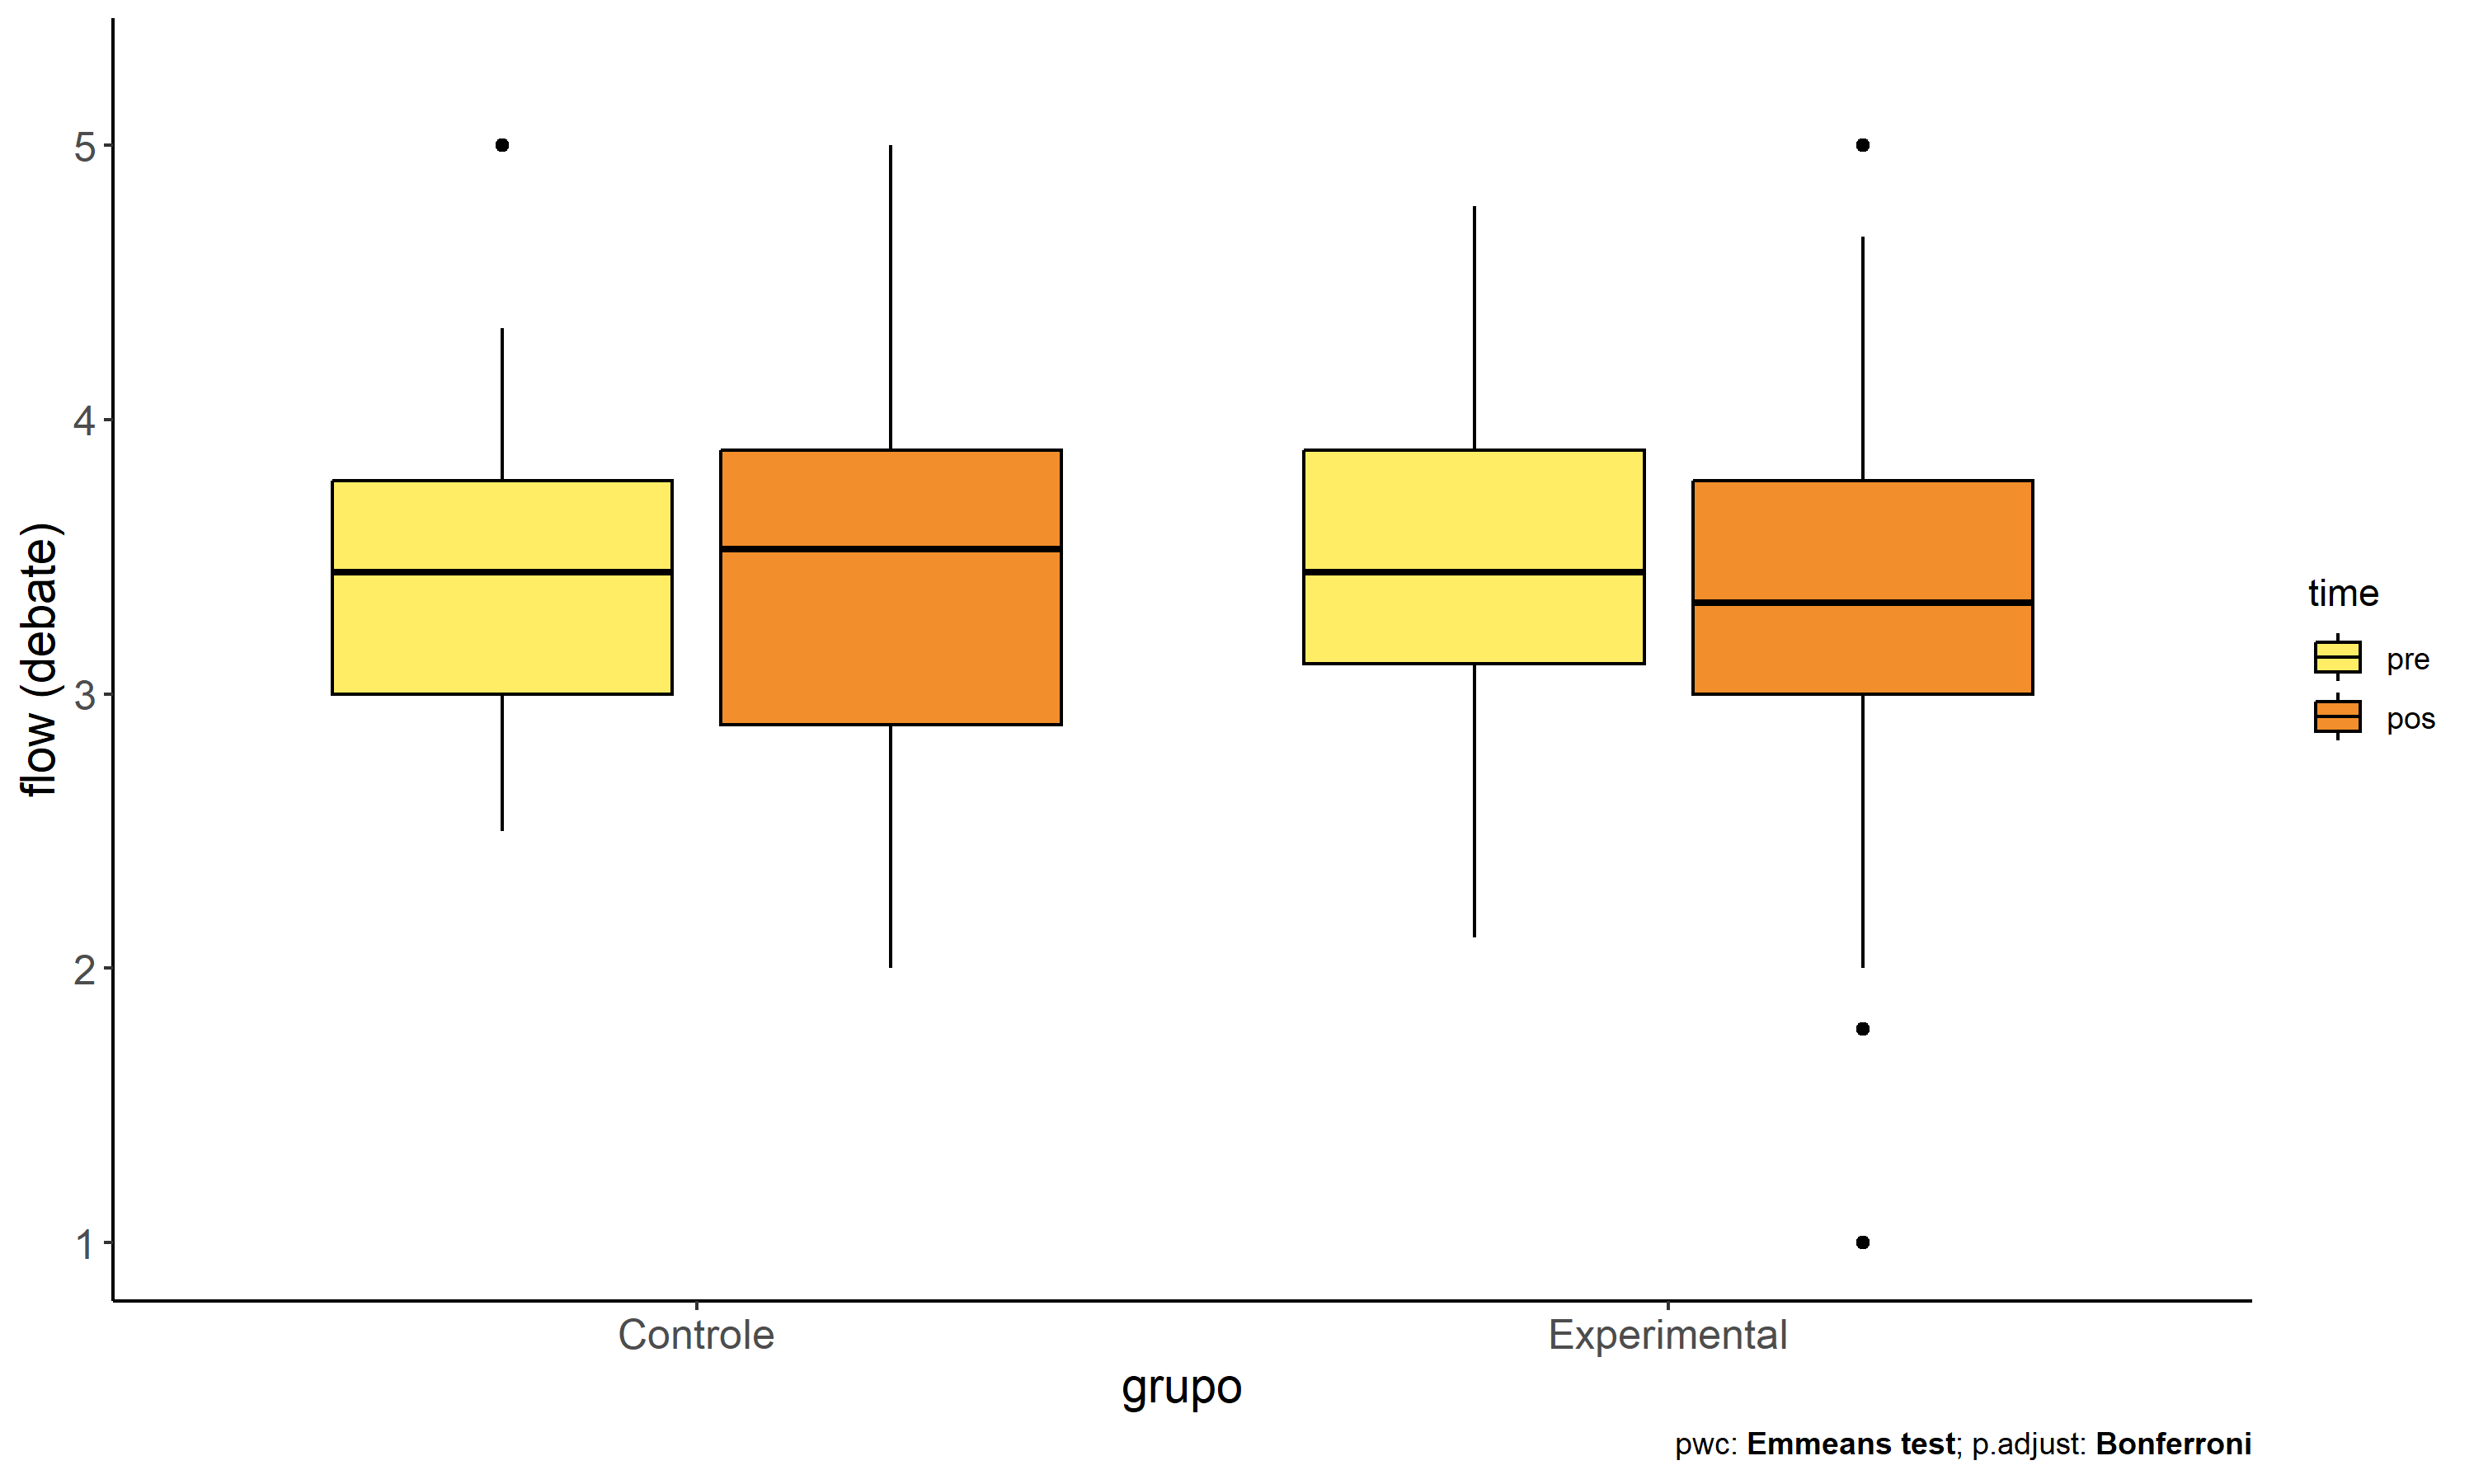 flow (debate)
5
4
3
2
1
Controle
Experimental
grupo
time
pre
pos
pwc: Emmeans test; p.adjust: Bonferroni